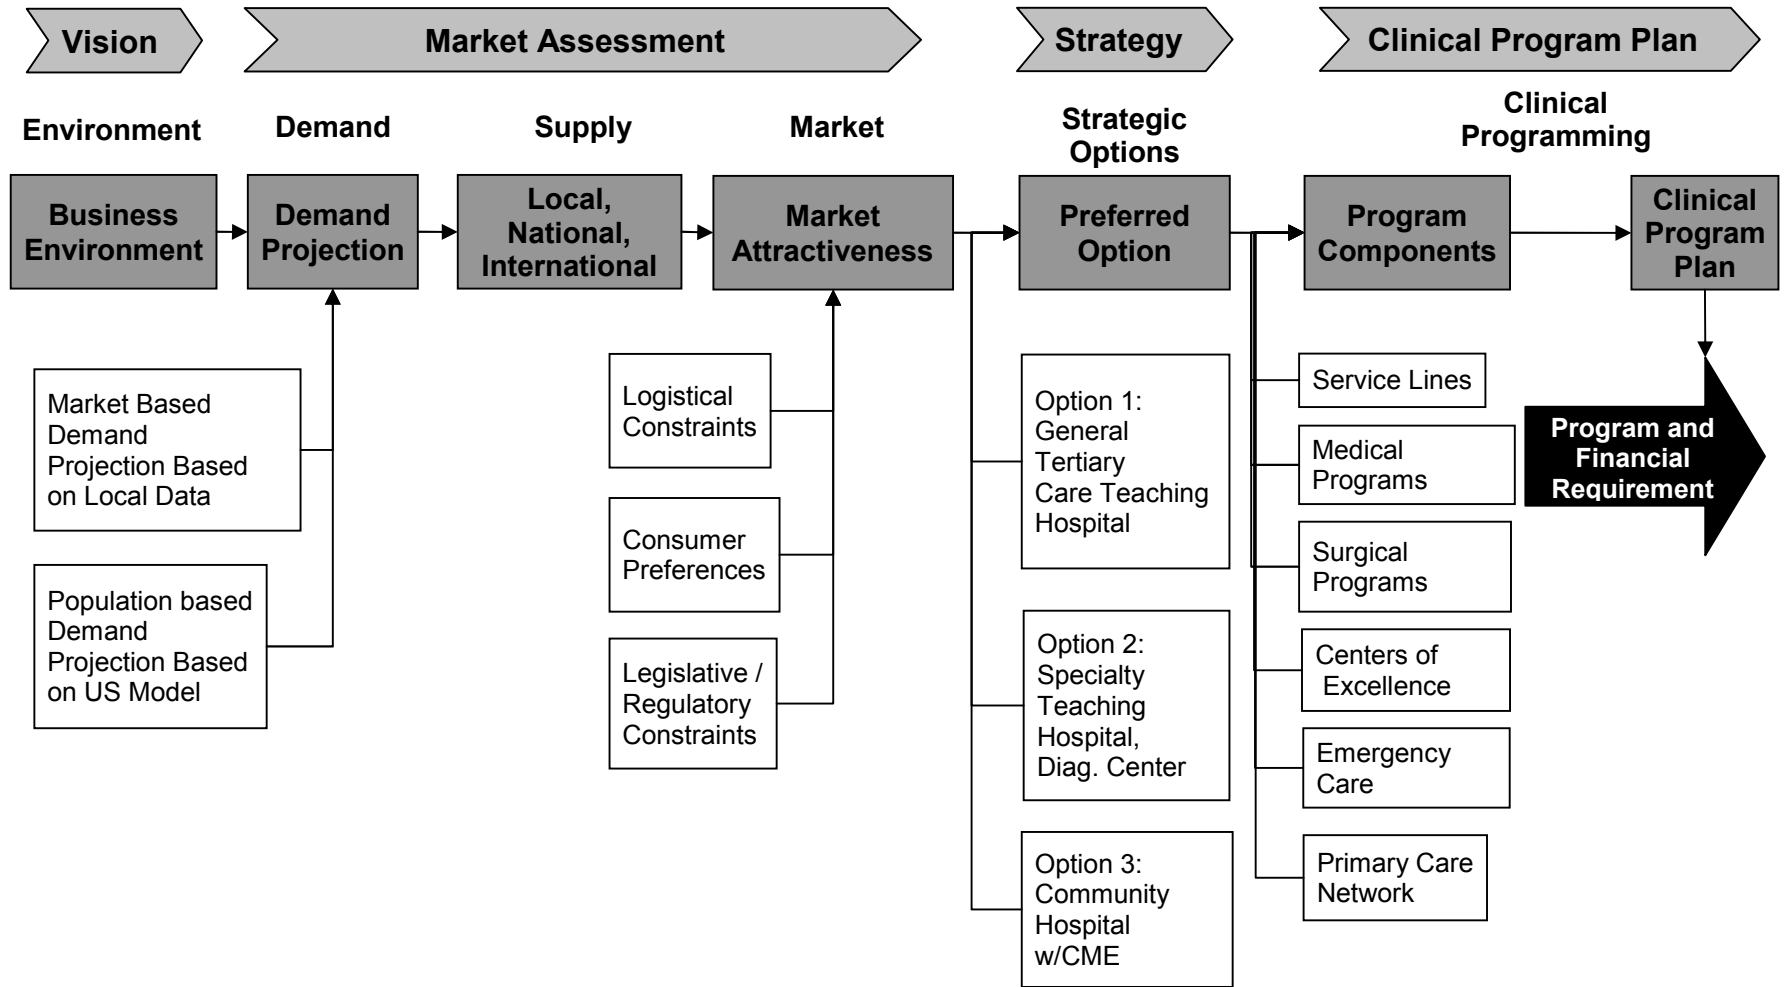 Vision
Market Assessment
Strategy
Clinical Program Plan
Environment
Demand
Supply
Market
Strategic
Options
Clinical
Programming
Business
Environment
Demand
Projection
Local,
National,
International
Market
Attractiveness
Preferred
Option
Program
Components
Clinical
Program
Plan
Market Based
Demand
Projection Based
on Local Data
Population based
Demand
Projection Based
on US Model
Logistical
Constraints
Consumer
Preferences
Legislative /
Regulatory
Constraints
Option 1:
General
Tertiary
Care Teaching
Hospital
Option 2:
Specialty
Teaching
Hospital,
Diag. Center
Option 3:
Community
Hospital
w/CME
Service Lines
Medical
Programs
Surgical
Programs
Centers of
Excellence
Emergency
Care
Primary Care
Network
Program and
Financial
Requirement